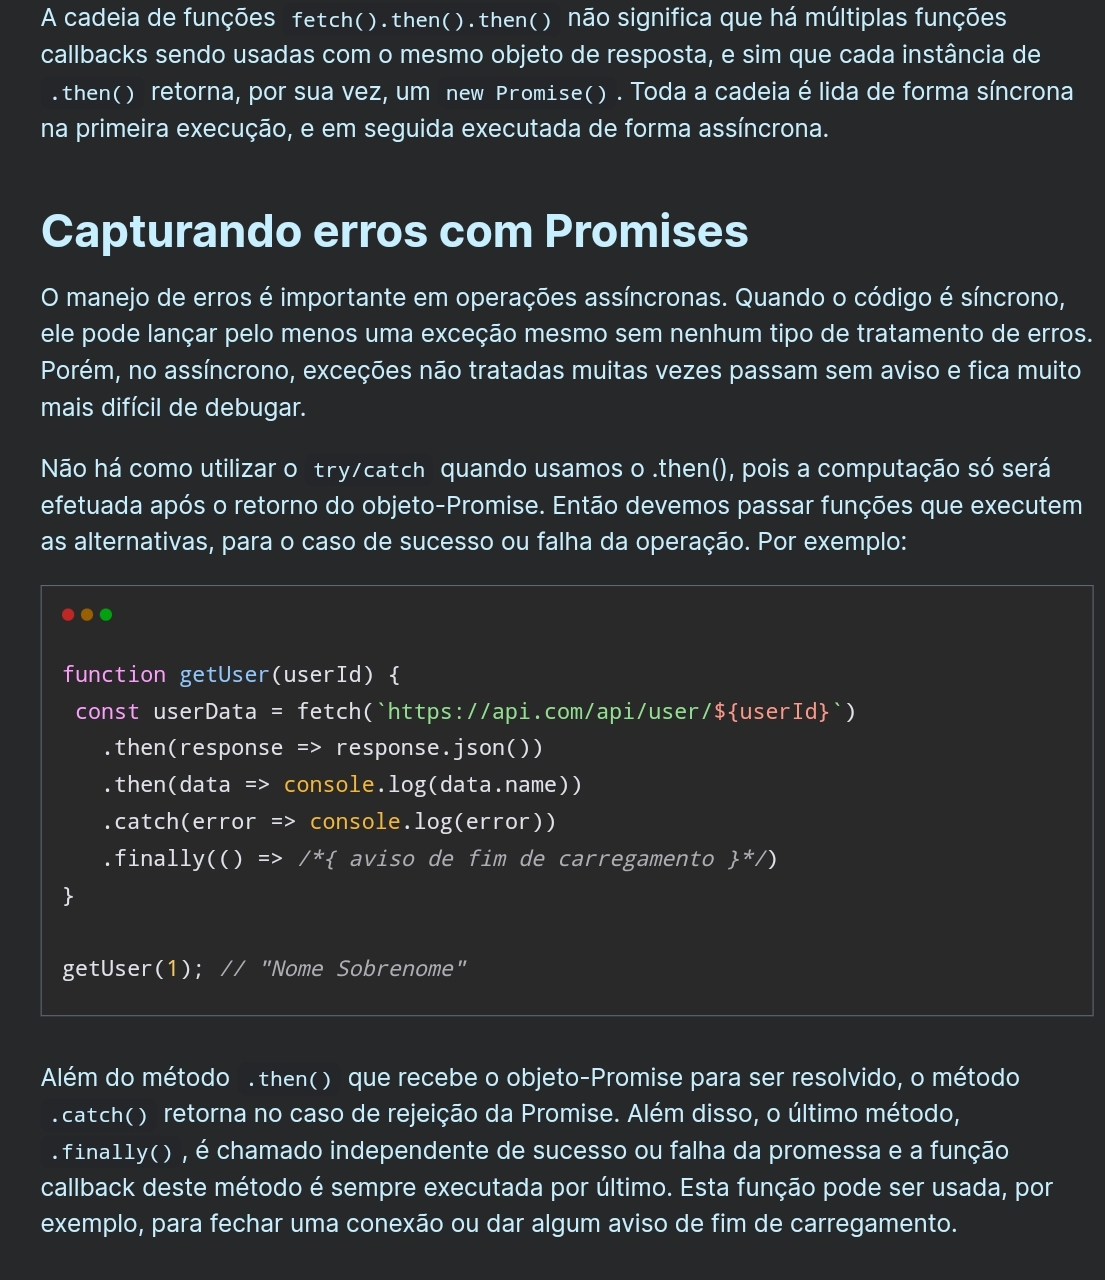 A cadeia de funções fetch().then().then() não significa que há múltiplas funções
callbacks sendo usadas com o mesmo objeto de resposta, e sim que cada instância de
.then() retorna, por sua vez, um new Promise(). Toda a cadeia é lida de forma síncrona
na primeira execução, e em seguida executada de forma assíncrona.
Capturando erros com Promises
O manejo de erros é importante em operações assíncronas. Quando o código é síncrono,
ele pode lançar pelo menos uma exceção mesmo sem nenhum tipo de tratamento de erros.
Porém, no assíncrono, exceções não tratadas muitas vezes passam sem aviso e fica muito
mais difícil de debugar.
Não há como utilizar o try/catch quando usamos o .then(), pois a computação só será
efetuada após o retorno do objeto-Promise. Então devemos passar funções que executem
as alternativas, para o caso de sucesso ou falha da operação. Por exemplo:
function getUser(userId) {
const userData = fetch(`https://api.com/api/user/${userId}`)
.then(response => response.json())
.then(data => console.log(data.name))
.catch(error => console.log(error))
.finally(() => /*{ aviso de fim de carregamento }*/)
}
getUser(1); // "Nome Sobrenome"
Além do método .then() que recebe o objeto-Promise para ser resolvido, o método
.catch() retorna no caso de rejeição da Promise. Além disso, o último método,
.finally(), é chamado independente de sucesso ou falha da promessa e a função
callback deste método é sempre executada por último. Esta função pode ser usada, por
exemplo, para fechar uma conexão ou dar algum aviso de fim de carregamento.